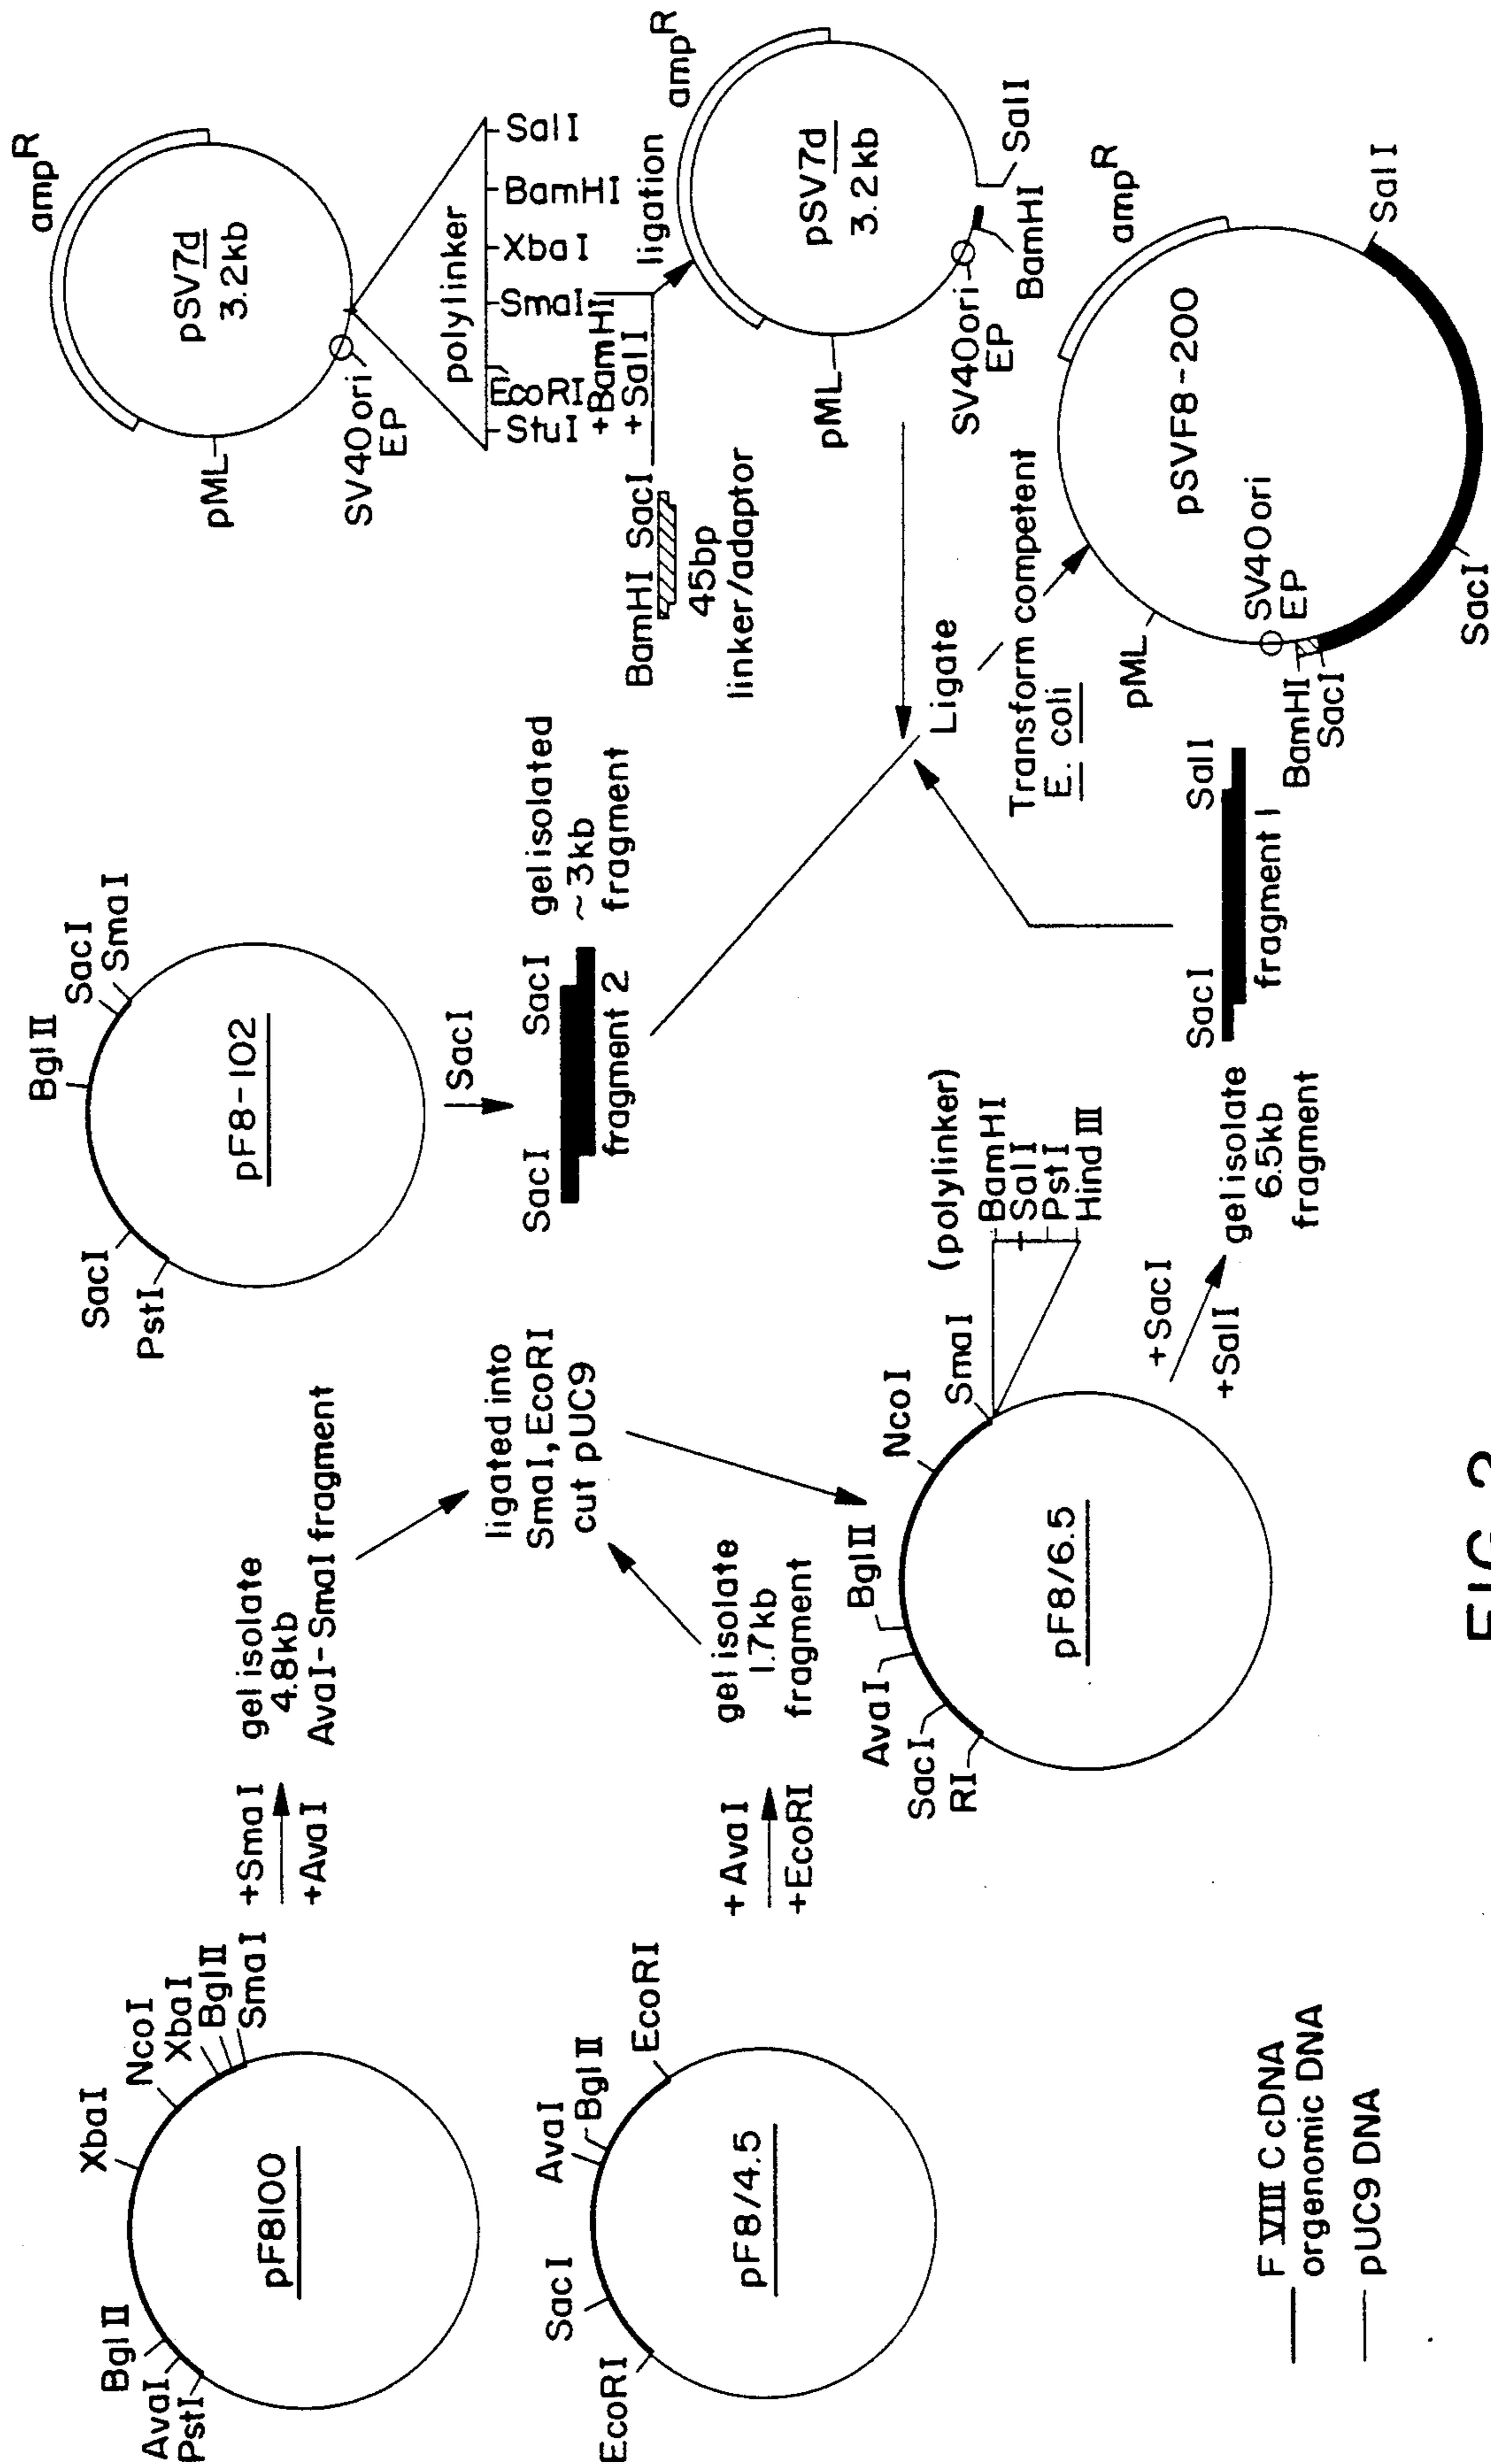 BglII
AvaI
PstI
XbaI
NcoI
XbaI
BglII
SmaI
pF8100
+SmaI
+AvaI
gel isolate
4.8kb
AvaI-SmaI fragment
EcoRI
SacI
AvaI
BglII
EcoRI
pF8/4.5
+AvaI
+EcoRI
gel isolate
1.7kb
fragment
ligated into
SmaI, EcoRI
cut pUC9
RI
SacI
AvaI
BglII
NcoI
SmaI
pF8/6.5
(polylinker)
BamHI
SalI
PstI
HindIII
+SacI
+SalI
gel isolate
6.5kb
fragment
SacI
SalI
fragment 1
PstI
SacI
BglII
SacI
SmaI
pF8-102
SacI
SacI
SacI
fragment 2
gel isolated
~3kb
fragment
ampR
pSV7d
3.2kb
pML
SV40ori
EP
polylinker
StuI
EcoRI
SmaI
XbaI
BamHI
SalI
+BamHI
+SalI
BamHI SacI
45bp
linker/adaptor
ligation
ampR
pSV7d
3.2kb
pML
SV40ori
EP
BamHI
SalI
Ligate
Transform competent
E. coli
ampR
pSVF8-200
pML
SV40ori
EP
BamHI
SacI
SacI
SalI
F VIII C cDNA
orgenomic DNA
pUC9 DNA